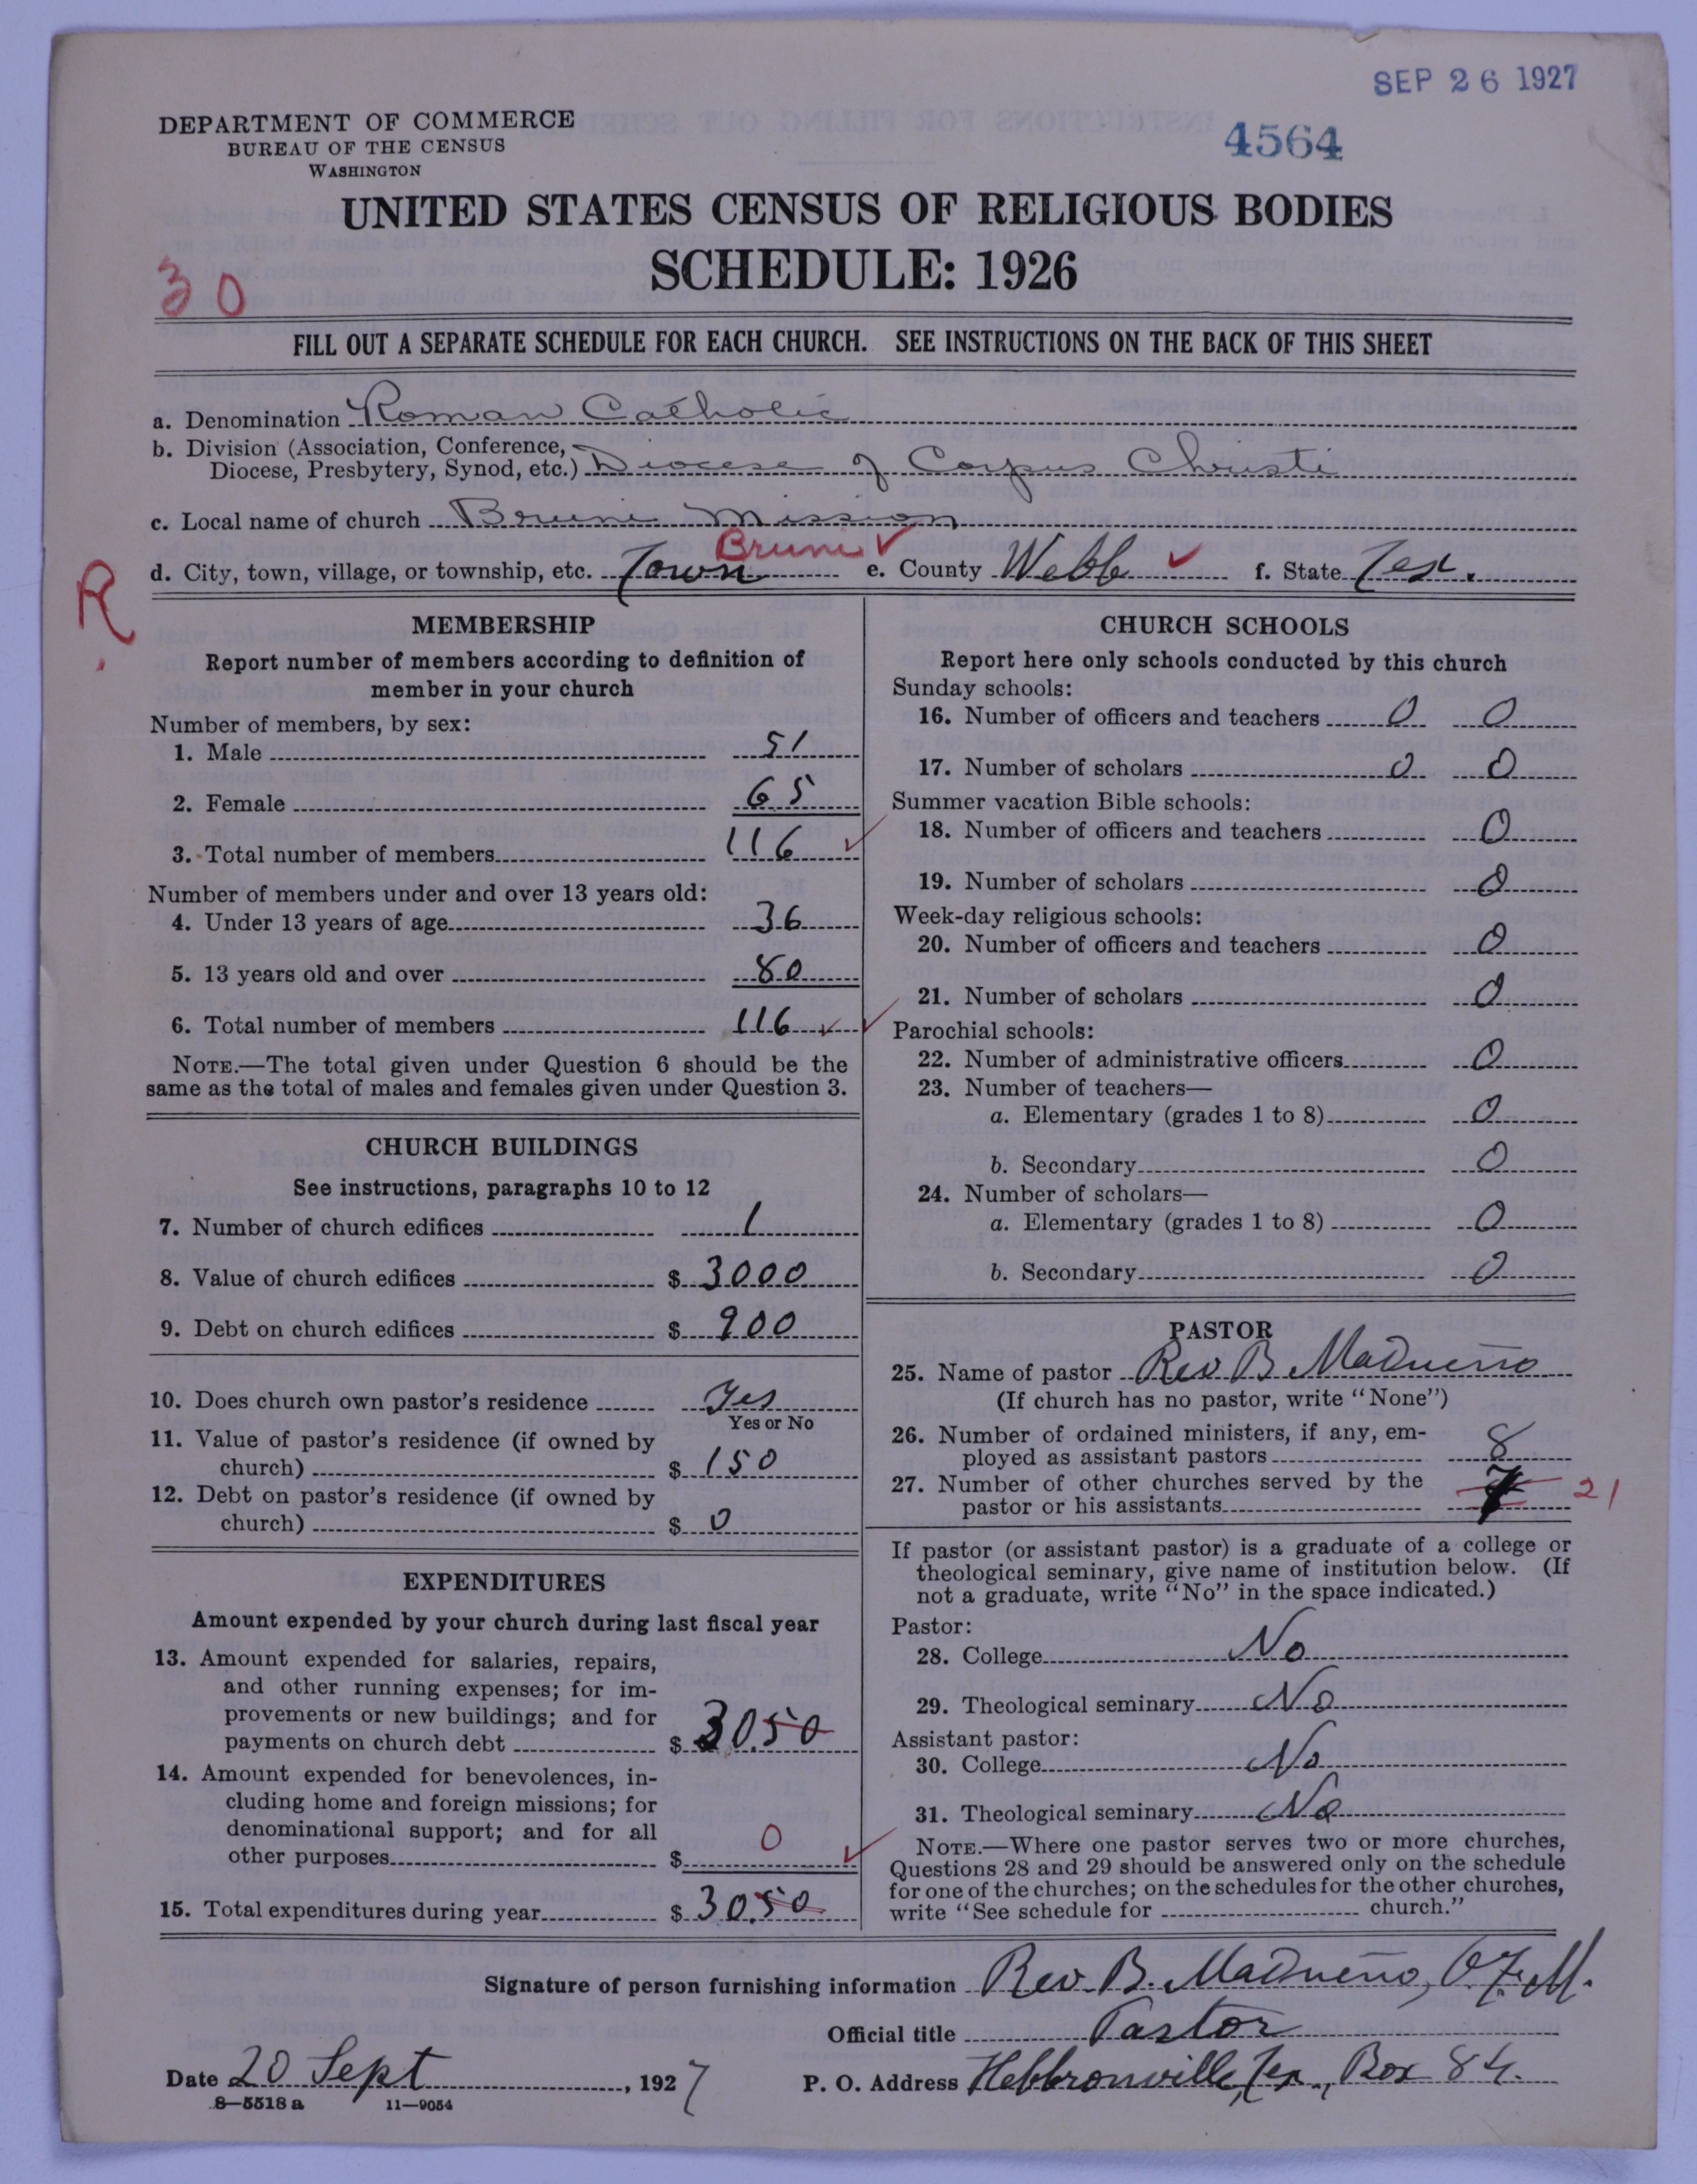 SEP 26 1927
DEPARTMENT OF COMMERCE
BUREAU OF THE CENSUS
WASHINGTON
4564
UNITED STATES CENSUS OF RELIGIOUS BODIES
SCHEDULE: 1926
30
FILL OUT A SEPARATE SCHEDULE FOR EACH CHURCH. SEE INSTRUCTIONS ON THE BACK OF THIS SHEET
a. Denomination Roman Catholic
b. Division (Association, Conference,
Diocese, Presbytery, Synod, etc.) Diocese of Corpus Christi
c. Local name of church Bruni Mission
Bruni ✓
d. City, town, village, or township, etc. Town e. County Webb ✓ f. State Tex.
R
MEMBERSHIP
Report number of members according to definition of
member in your church
Number of members, by sex:
1. Male 51
2. Female 65
3. Total number of members 116 ✓
Number of members under and over 13 years old:
4. Under 13 years of age 36
5. 13 years old and over 80
6. Total number of members 116 ✓ ✓
NOTE.—The total given under Question 6 should be the
same as the total of males and females given under Question 3.
CHURCH BUILDINGS
See instructions, paragraphs 10 to 12
7. Number of church edifices 1
8. Value of church edifices $ 3000
9. Debt on church edifices $ 900
10. Does church own pastor's residence Yes
Yes or No
11. Value of pastor's residence (if owned by
church) $ 150
12. Debt on pastor's residence (if owned by
church) $ 0
EXPENDITURES
Amount expended by your church during last fiscal year
13. Amount expended for salaries, repairs,
and other running expenses; for im-
provements or new buildings; and for
payments on church debt $ 30.50
14. Amount expended for benevolences, in-
cluding home and foreign missions; for
denominational support; and for all
other purposes $ 0 ✓
15. Total expenditures during year $ 30.50
CHURCH SCHOOLS
Report here only schools conducted by this church
Sunday schools:
16. Number of officers and teachers 0 0
17. Number of scholars 0 0
Summer vacation Bible schools:
18. Number of officers and teachers 0
19. Number of scholars 0
Week-day religious schools:
20. Number of officers and teachers 0
21. Number of scholars 0
Parochial schools:
22. Number of administrative officers 0
23. Number of teachers—
a. Elementary (grades 1 to 8) 0
b. Secondary 0
24. Number of scholars—
a. Elementary (grades 1 to 8) 0
b. Secondary 0
PASTOR
25. Name of pastor Rev B Madueño
(If church has no pastor, write "None")
26. Number of ordained ministers, if any, em-
ployed as assistant pastors 8
27. Number of other churches served by the
pastor or his assistants 7 21
If pastor (or assistant pastor) is a graduate of a college or
theological seminary, give name of institution below. (If
not a graduate, write "No" in the space indicated.)
Pastor:
28. College No
29. Theological seminary No
Assistant pastor:
30. College No
31. Theological seminary No
NOTE.—Where one pastor serves two or more churches,
Questions 28 and 29 should be answered only on the schedule
for one of the churches; on the schedules for the other churches,
write "See schedule for church."
Signature of person furnishing information Rev B. Madueño, O.F.M.
Official title Pastor
Date 20 Sept, 1927 P. O. Address Hebbronville, Tex., Box 84.
8—5518 a 11—9054